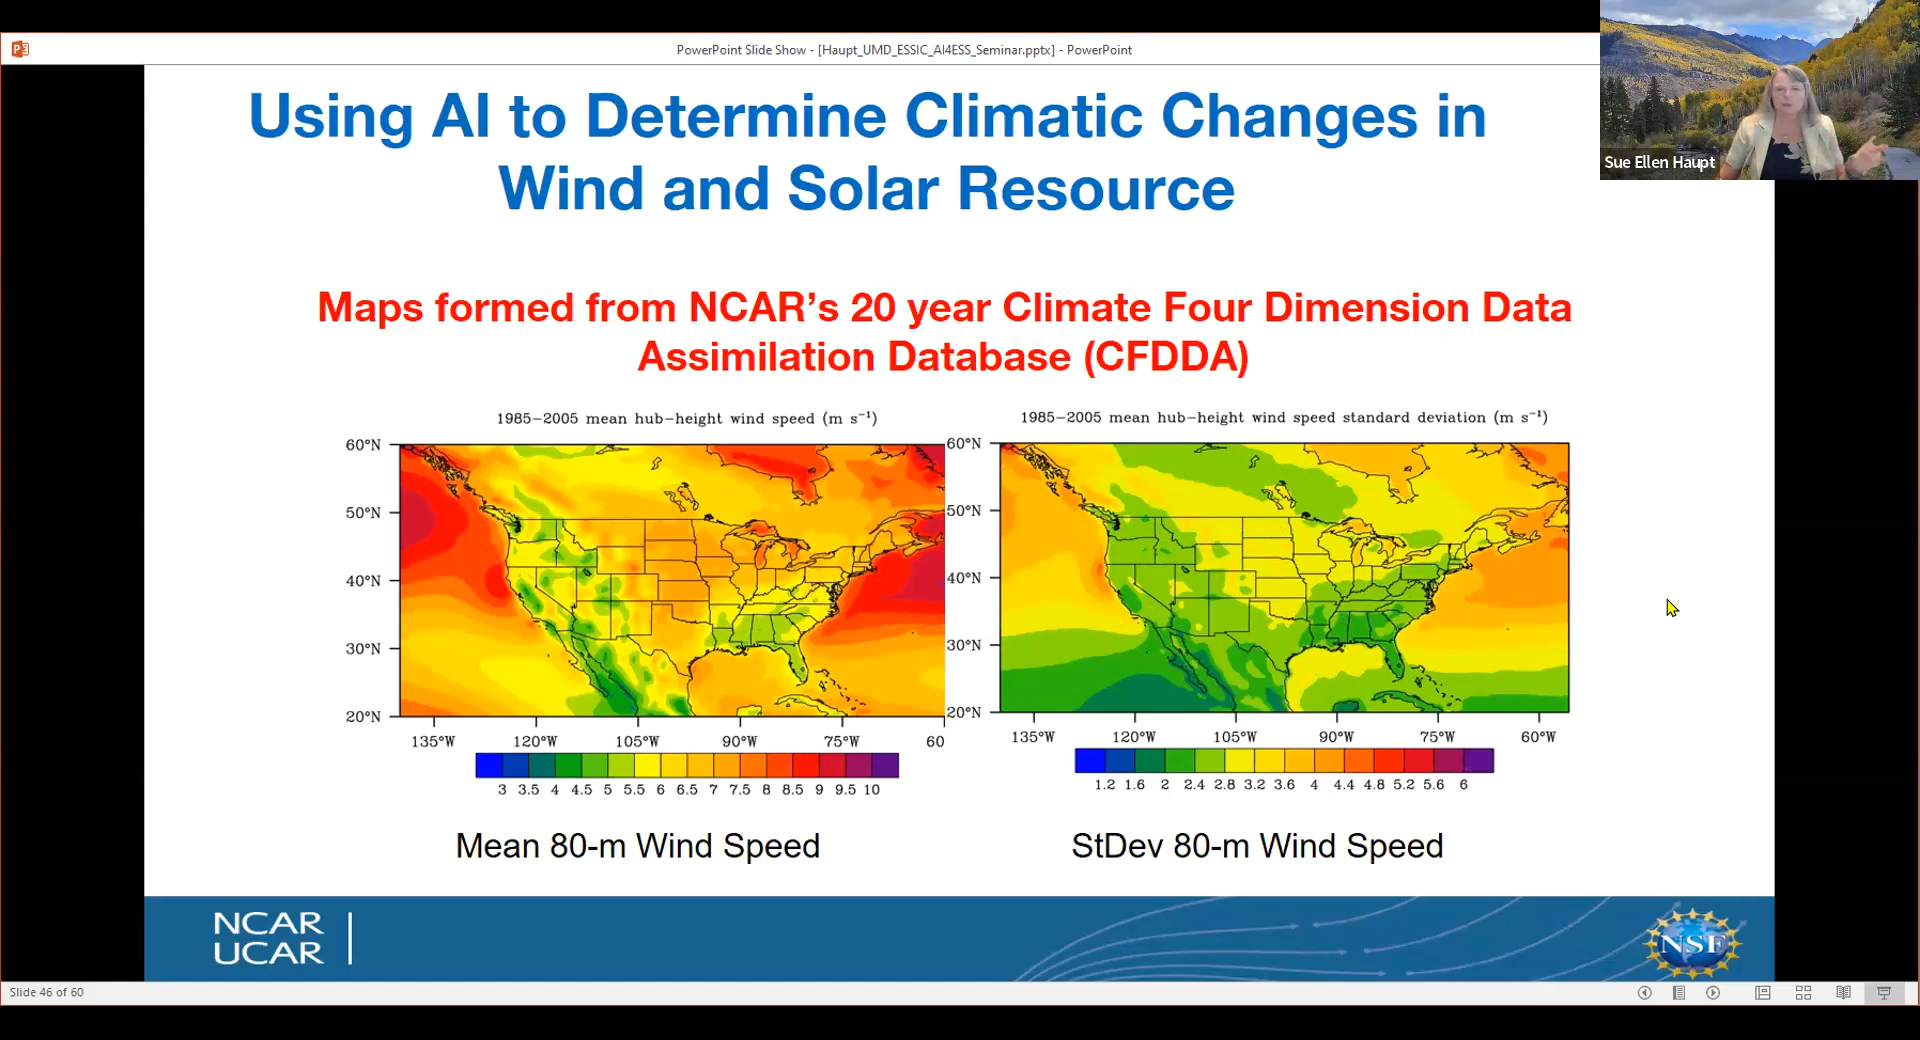 PowerPoint Slide Show - [Haupt_UMD_ESSIC_AI4ESS_Seminar.pptx] - PowerPoint
Sue Ellen Haupt
Using AI to Determine Climatic Changes in
Wind and Solar Resource
Maps formed from NCAR’s 20 year Climate Four Dimension Data
Assimilation Database (CFDDA)
1985−2005 mean hub−height wind speed (m s⁻¹)
60°N
50°N
40°N
30°N
20°N
135°W 120°W 105°W 90°W 75°W 60
3 3.5 4 4.5 5 5.5 6 6.5 7 7.5 8 8.5 9 9.5 10
Mean 80-m Wind Speed
1985−2005 mean hub−height wind speed standard deviation (m s⁻¹)
60°N
50°N
40°N
30°N
20°N
135°W 120°W 105°W 90°W 75°W 60°W
1.2 1.6 2 2.4 2.8 3.2 3.6 4 4.4 4.8 5.2 5.6 6
StDev 80-m Wind Speed
NCAR
UCAR
NSF
Slide 46 of 60